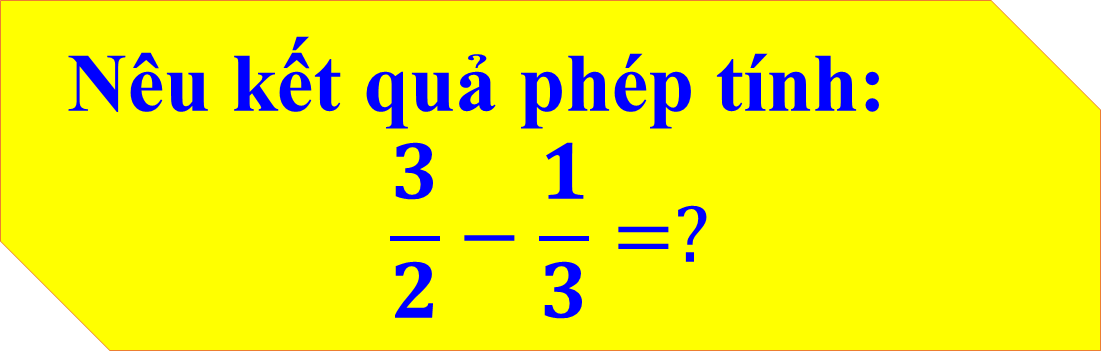 Nêu kết quả phép tính:
3/2 − 1/3 =?